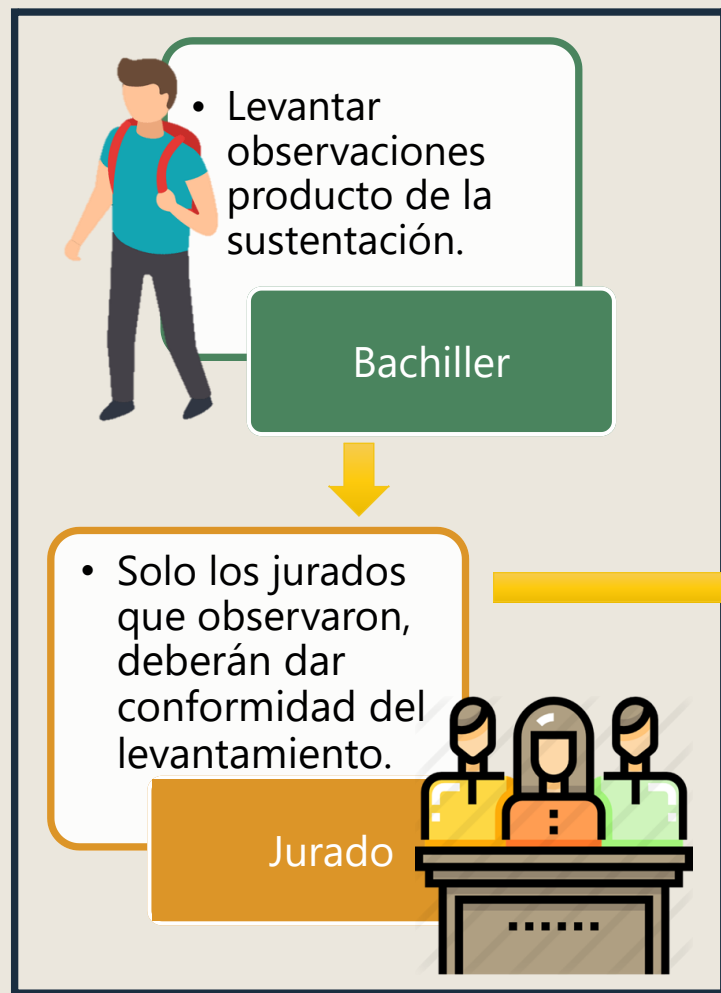 • Levantar
observaciones
producto de la
sustentación.
Bachiller
• Solo los jurados
que observaron,
deberán dar
conformidad del
levantamiento.
Jurado